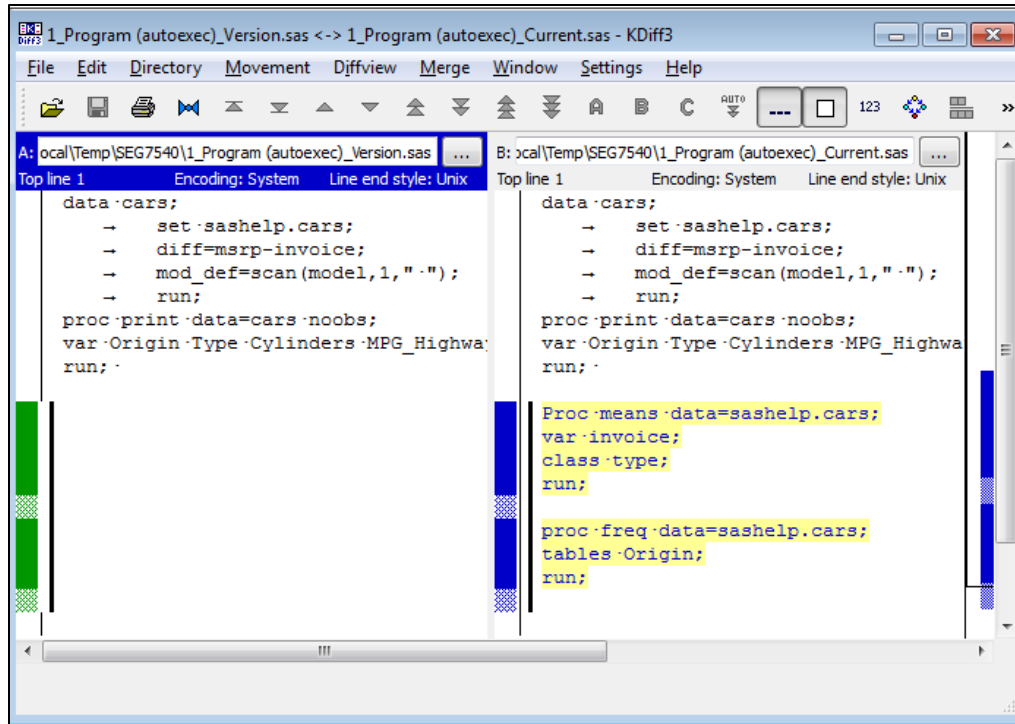 1_Program (autoexec)_Version.sas <-> 1_Program (autoexec)_Current.sas - KDiff3
File Edit Directory Movement Diffview Merge Window Settings Help
A B C AUTO 123 »
A: ocal\Temp\SEG7540\1_Program (autoexec)_Version.sas ...
Top line 1 Encoding: System Line end style: Unix
data·cars;
→ set·sashelp.cars;
→ diff=msrp-invoice;
→ mod_def=scan(model,1,"·");
→ run;
proc·print·data=cars·noobs;
var·Origin·Type·Cylinders·MPG_Highway
run;·
B: ocal\Temp\SEG7540\1_Program (autoexec)_Current.sas ...
Top line 1 Encoding: System Line end style: Unix
data·cars;
→ set·sashelp.cars;
→ diff=msrp-invoice;
→ mod_def=scan(model,1,"·");
→ run;
proc·print·data=cars·noobs;
var·Origin·Type·Cylinders·MPG_Highwa
run;·
Proc·means·data=sashelp.cars;
var·invoice;
class·type;
run;
proc·freq·data=sashelp.cars;
tables·Origin;
run;